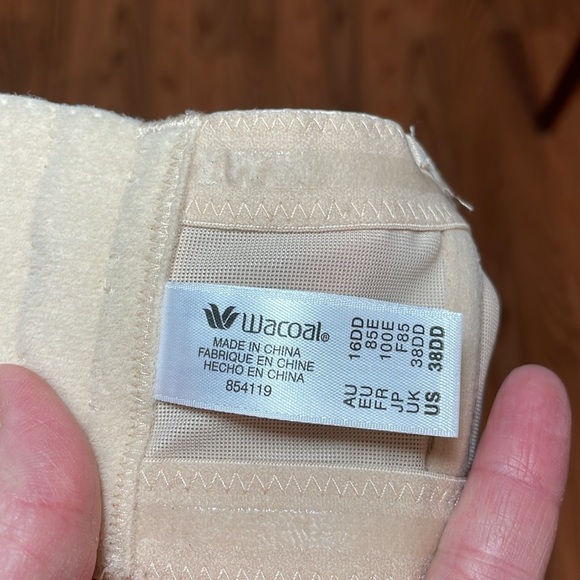 Wacoal®
MADE IN CHINA
FABRIQUE EN CHINE
HECHO EN CHINA
854119
AU 16DD
EU 85E
FR 100E
JP F85
UK 38DD
US 38DD